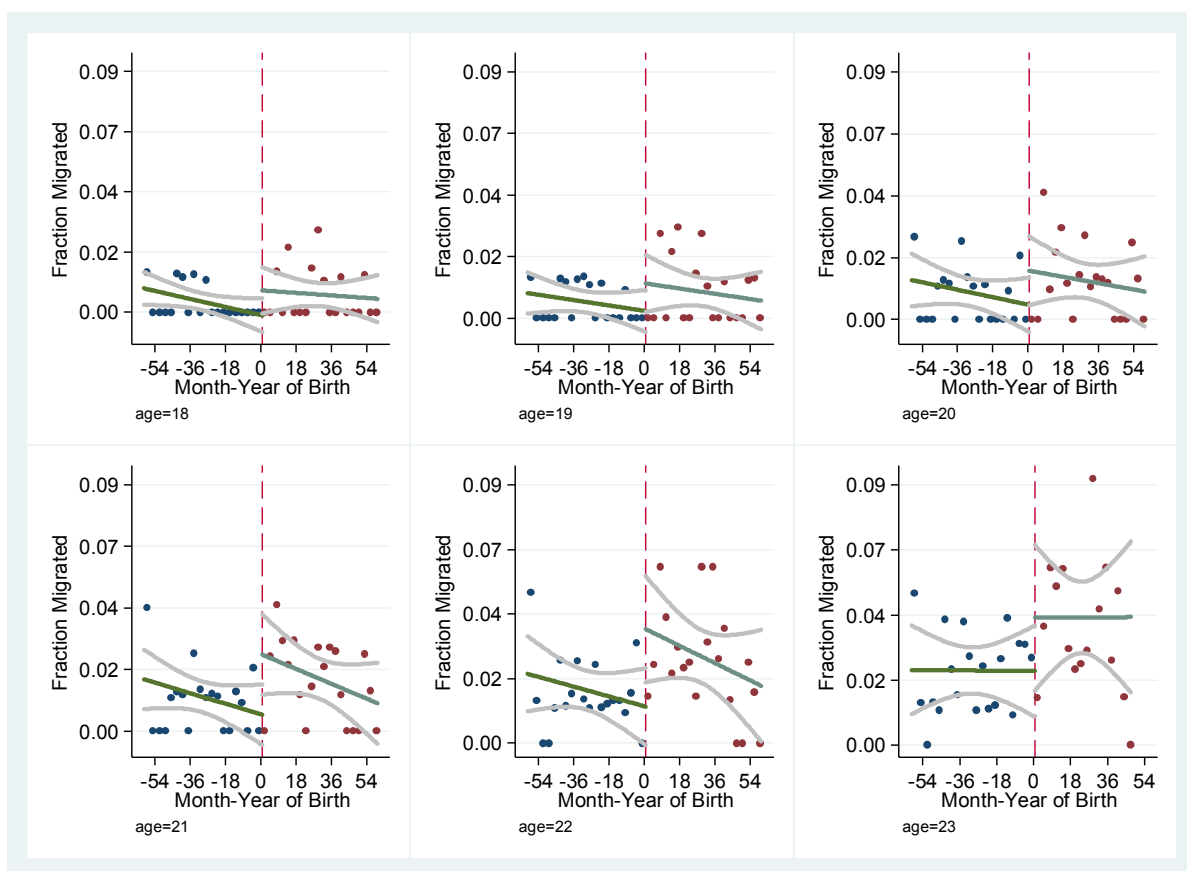 Fraction Migrated
0.09
0.07
0.04
0.02
0.00
-54 -36 -18 0 18 36 54
Month-Year of Birth
age=18
Fraction Migrated
0.09
0.07
0.04
0.02
0.00
-54 -36 -18 0 18 36 54
Month-Year of Birth
age=19
Fraction Migrated
0.09
0.07
0.04
0.02
0.00
-54 -36 -18 0 18 36 54
Month-Year of Birth
age=20
Fraction Migrated
0.09
0.07
0.04
0.02
0.00
-54 -36 -18 0 18 36 54
Month-Year of Birth
age=21
Fraction Migrated
0.09
0.07
0.04
0.02
0.00
-54 -36 -18 0 18 36 54
Month-Year of Birth
age=22
Fraction Migrated
0.09
0.07
0.04
0.02
0.00
-54 -36 -18 0 18 36 54
Month-Year of Birth
age=23